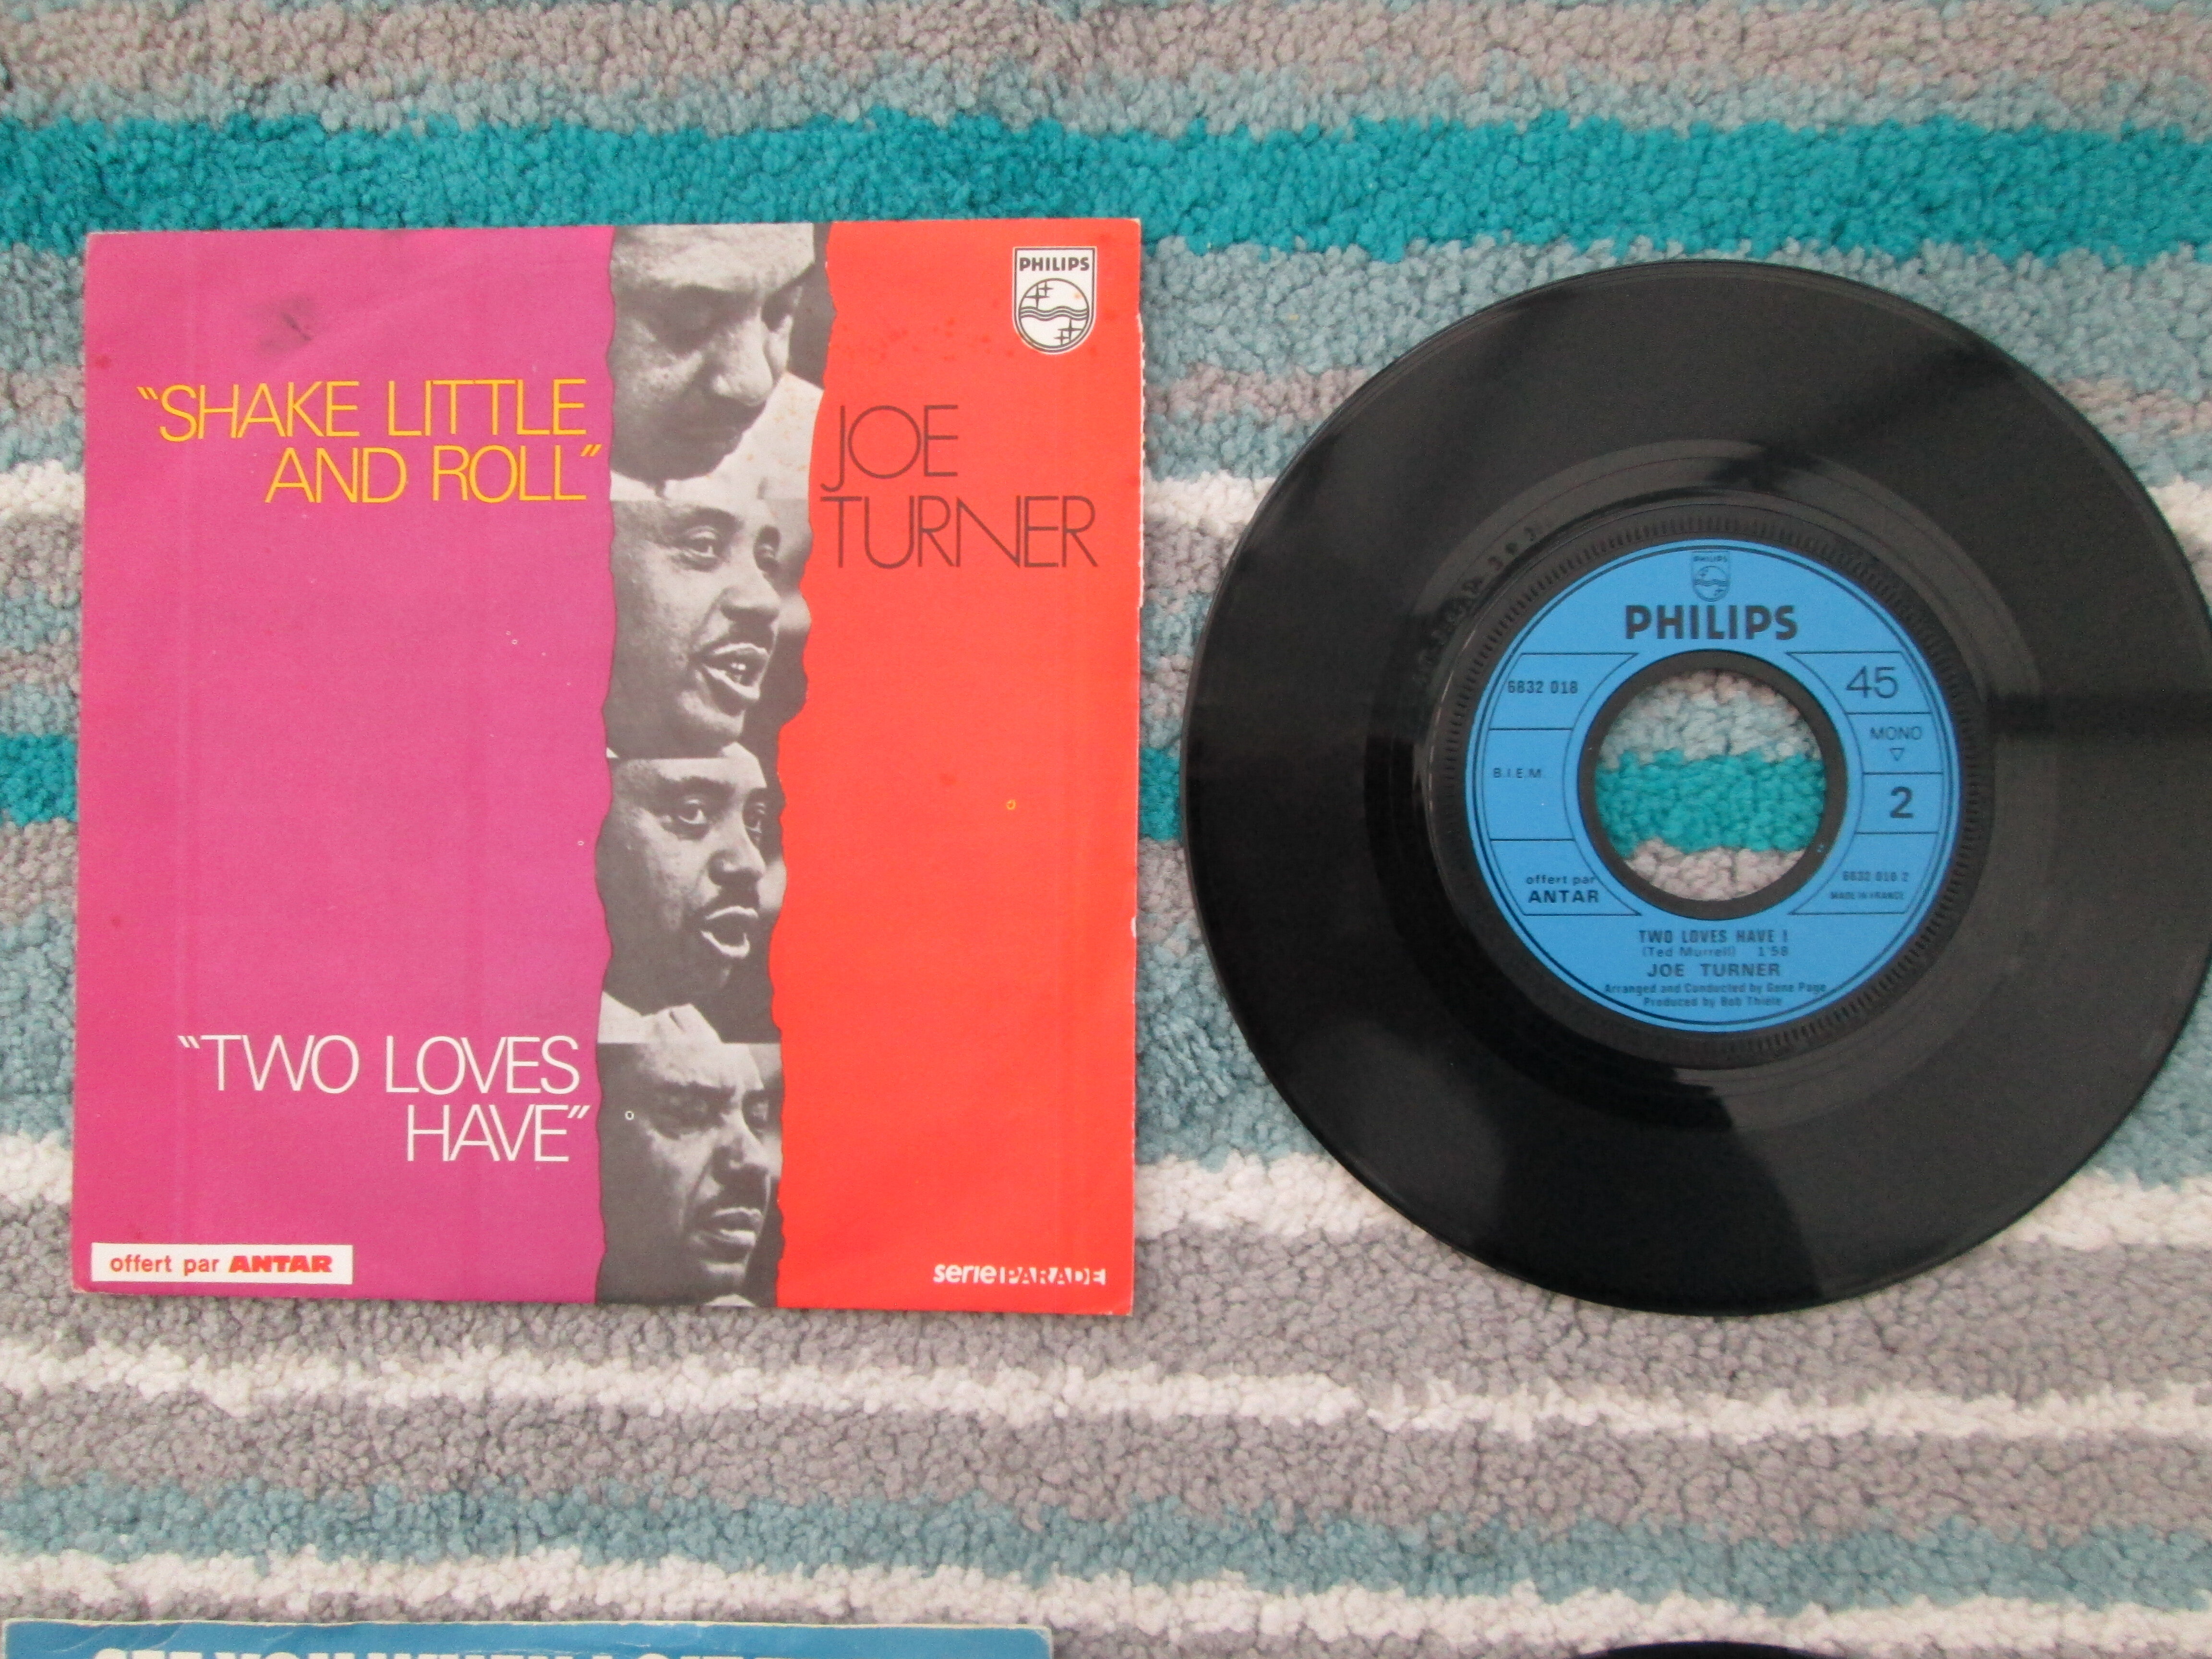 PHILIPS
"SHAKE LITTLE
AND ROLL"
JOE
TURNER
"TWO LOVES
HAVE"
offert par ANTAR
serie PARADE
PHILIPS
PHILIPS
6832 018
45
MONO
B.I.E.M.
2
offert par
ANTAR
6832 018 2
MADE IN FRANCE
TWO LOVES HAVE I
(Ted Murrell) 1'58
JOE TURNER
Arranged and Conducted by Gene Page
Produced by Bob Thiele